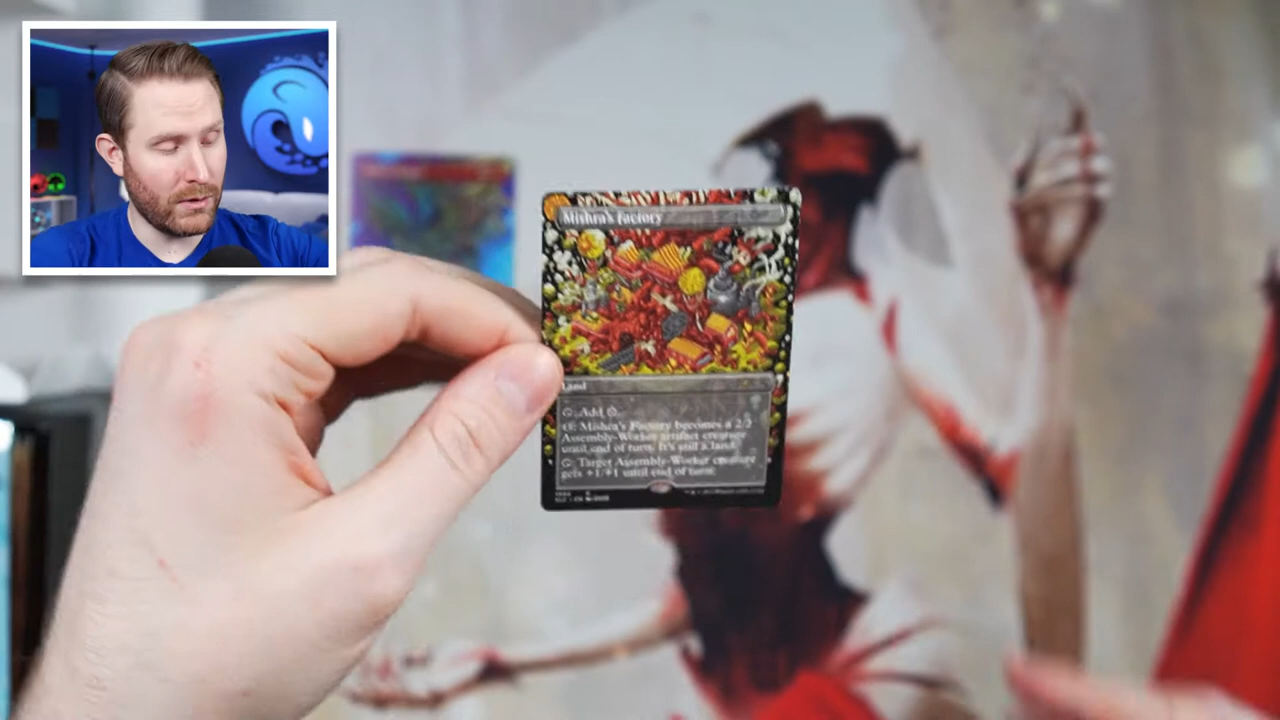 Mishra's Factory
Land
: Add .
: Mishra's Factory becomes a 2/2
Assembly-Worker artifact creature
until end of turn. It's still a land.
: Target Assembly-Worker creature
gets +1/+1 until end of turn.